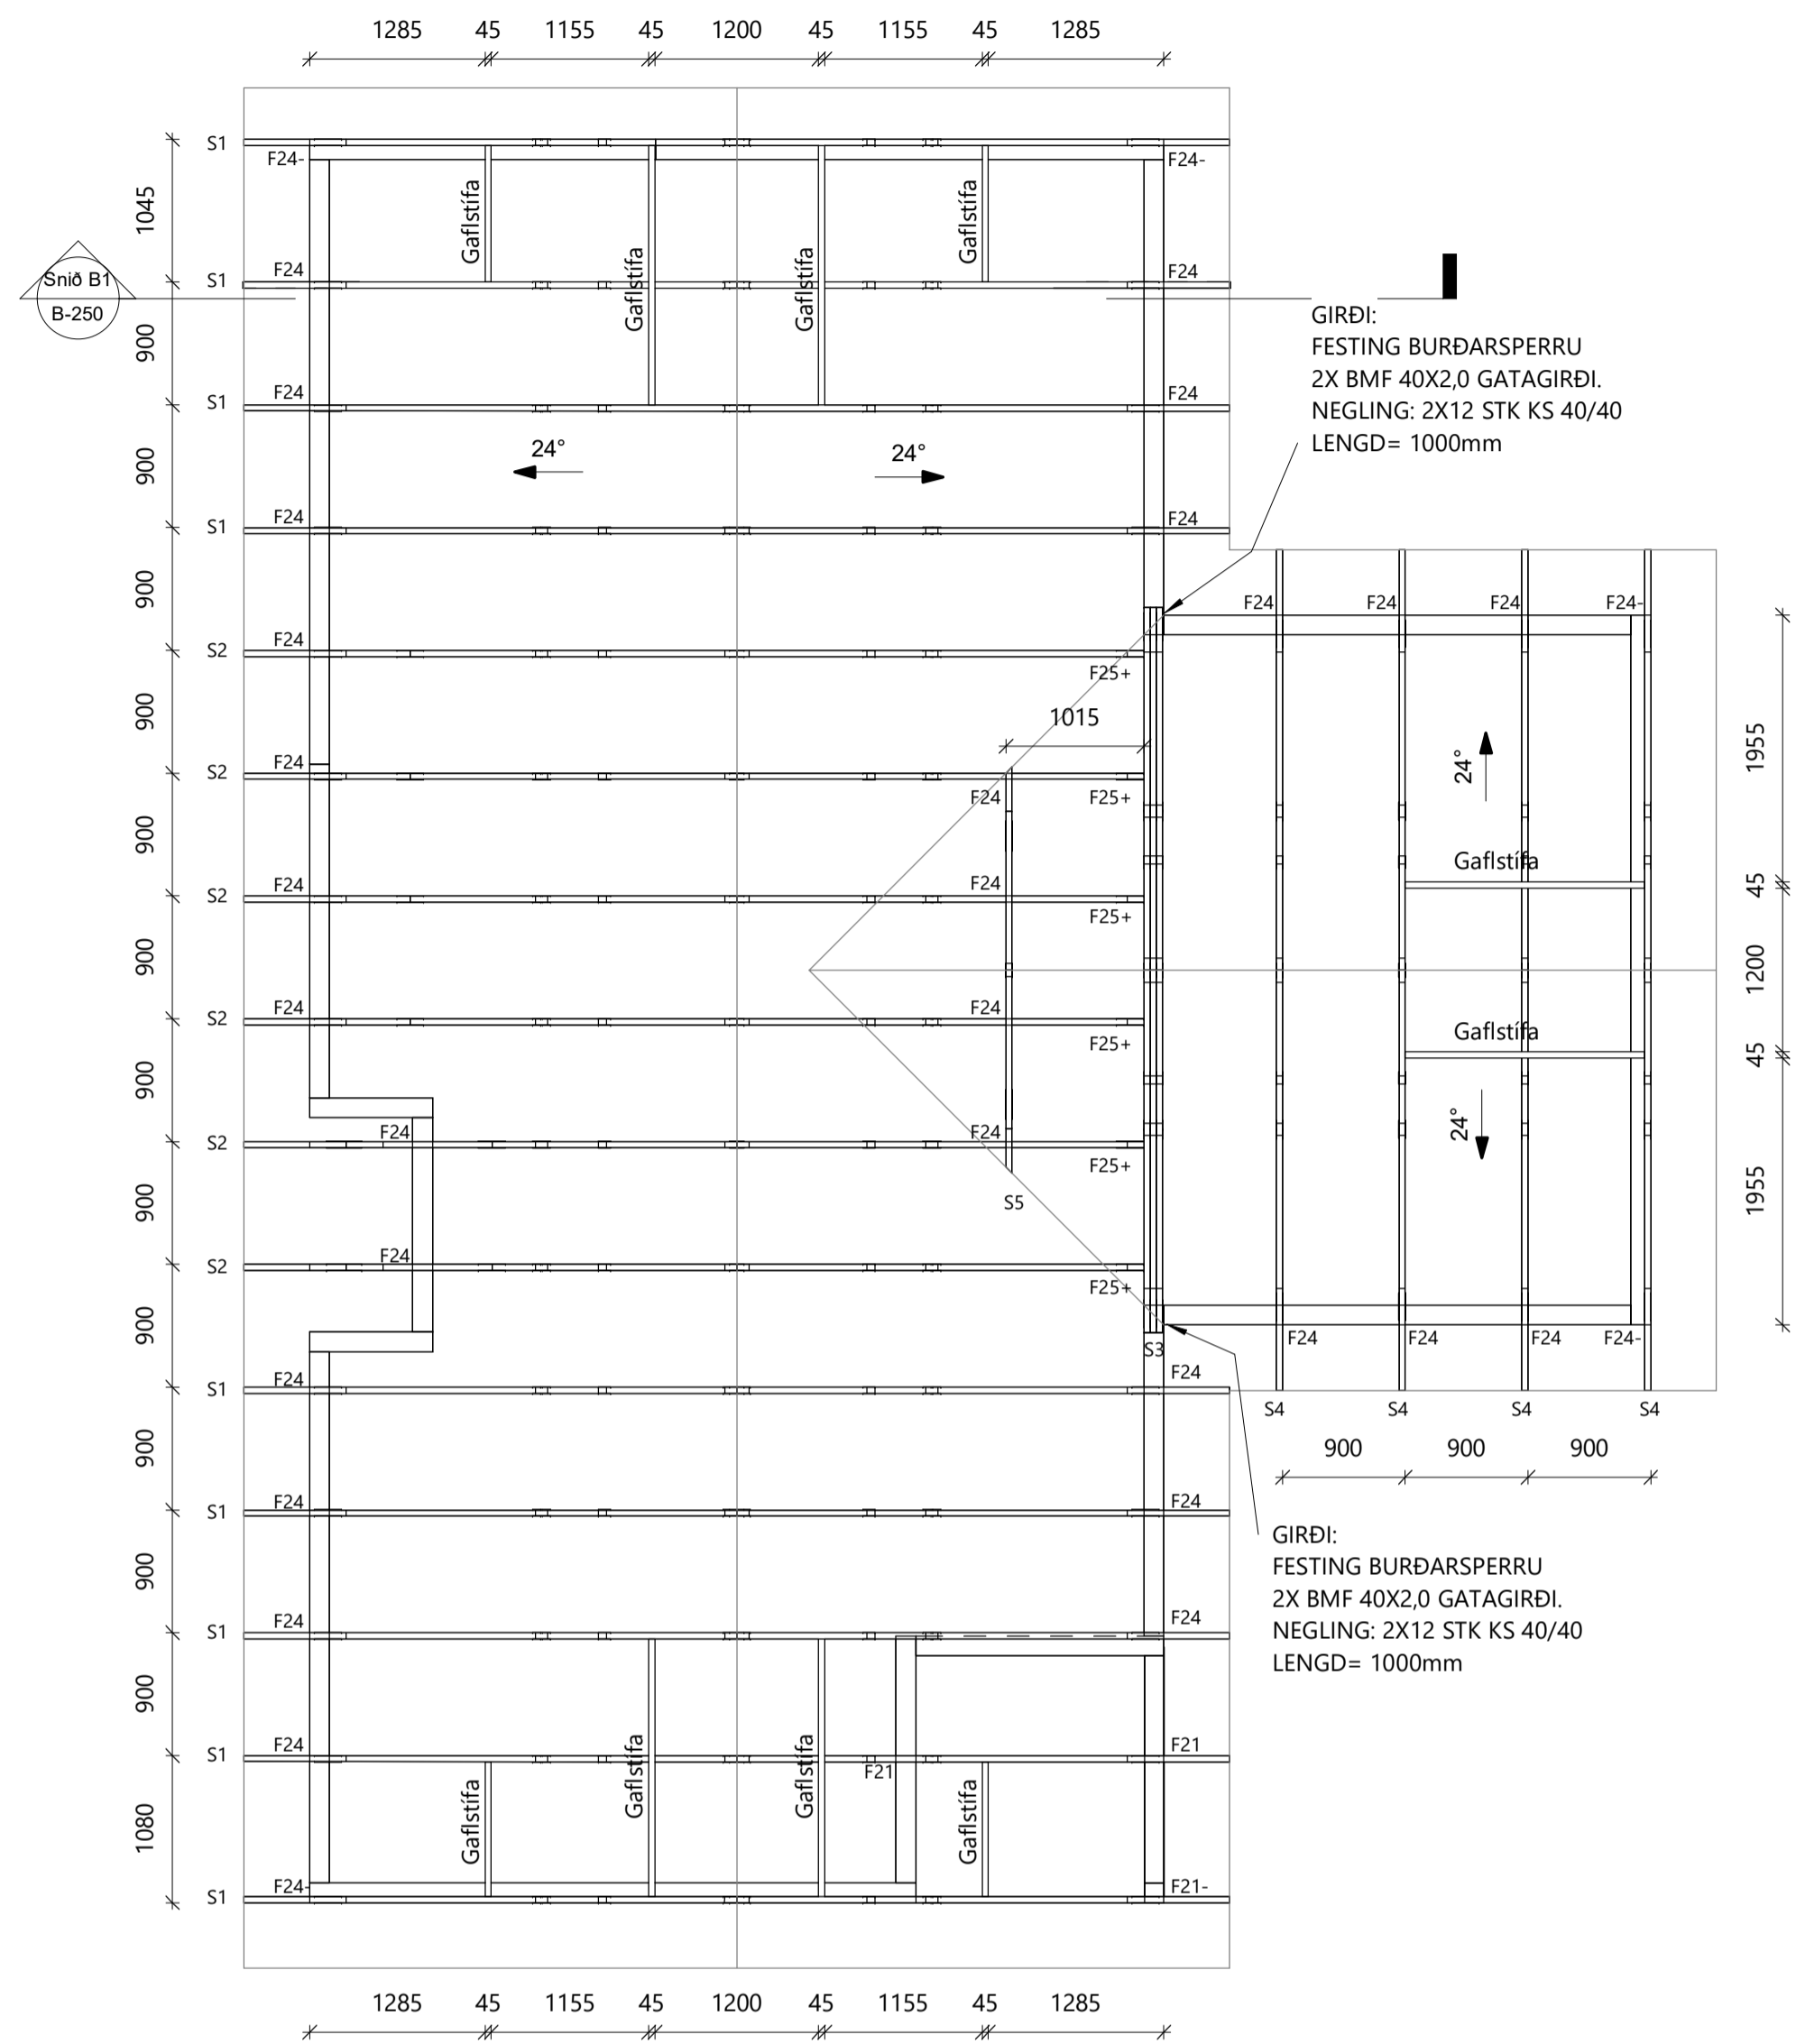 1285 45 1155 45 1200 45 1155 45 1285
S1
F24-
F24-
1045
Gaflstífa
Gaflstífa
Gaflstífa
Gaflstífa
Snið B1
B-250
S1
F24
F24
900
GIRÐI:
FESTING BURÐARSPERRU
2X BMF 40X2,0 GATAGIRÐI.
NEGLING: 2X12 STK KS 40/40
LENGD= 1000mm
S1
F24
F24
900
24°
24°
S1
F24
F24
900
F24
F24
F24
F24-
S2
F24
F25+
900
1015
1955
24°
S2
F24
F24
F25+
900
Gaflstífa
45
S2
F24
F24
F25+
900
1200
S2
F24
F24
F25+
Gaflstífa
45
900
24°
S2
F24
F24
F25+
900
S5
1955
S2
F24
F25+
900
S3
F24
F24
F24
F24-
S1
F24
F24
S4
S4
S4
S4
900
900 900 900
S1
F24
F24
900
GIRÐI:
FESTING BURÐARSPERRU
2X BMF 40X2,0 GATAGIRÐI.
NEGLING: 2X12 STK KS 40/40
LENGD= 1000mm
S1
F24
F24
900
S1
F24
F21
F21
1080
Gaflstífa
Gaflstífa
Gaflstífa
Gaflstífa
S1
F24-
F21-
1285 45 1155 45 1200 45 1155 45 1285